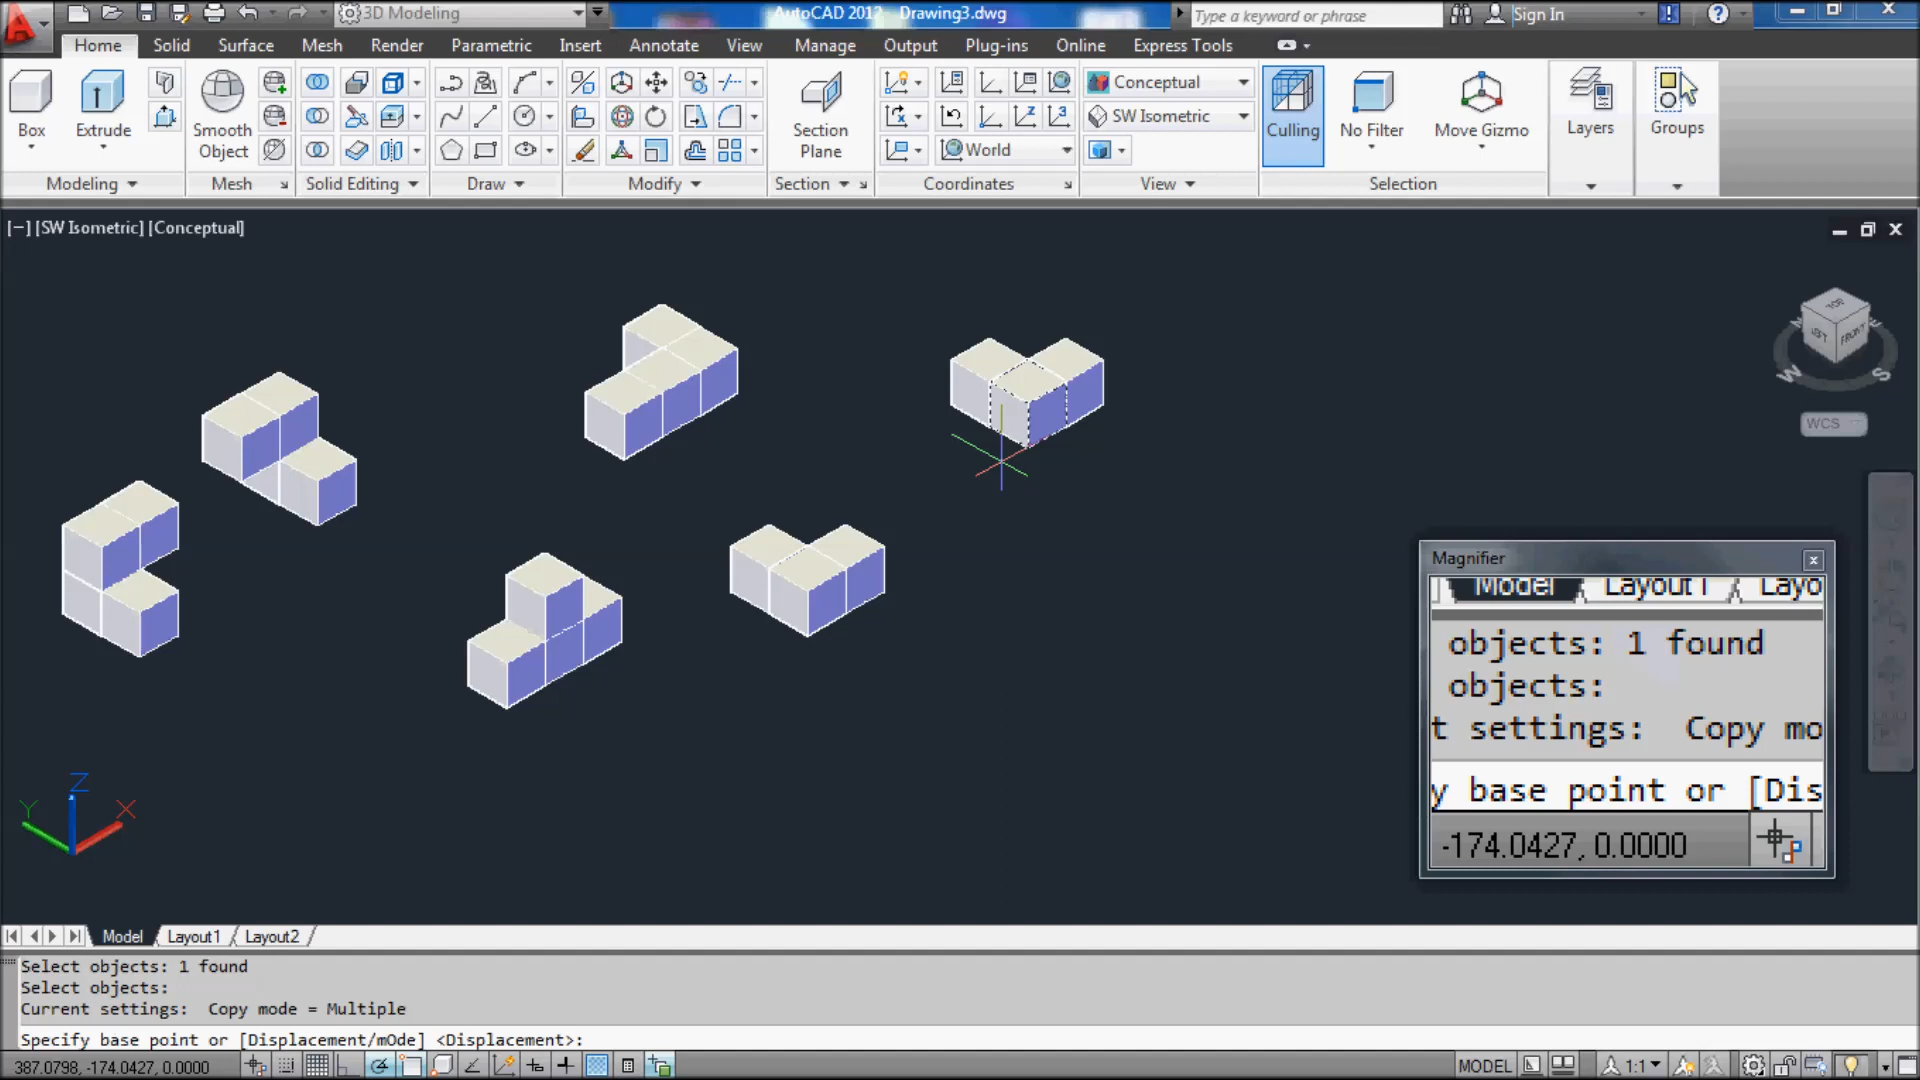 3D Modeling
AutoCAD 2012 - Drawing3.dwg
Type a keyword or phrase
Sign In
Home Solid Surface Mesh Render Parametric Insert Annotate View Manage Output Plug-ins Online Express Tools
Box
Extrude
Smooth Object
Section Plane
Conceptual
SW Isometric
World
Culling
No Filter
Move Gizmo
Layers
Groups
Modeling Mesh Solid Editing Draw Modify Section Coordinates View Selection
[−] [SW Isometric] [Conceptual]
TOP
LEFT
FRONT
W
S
WCS
Magnifier
Model Layout1 Layo
objects: 1 found
objects:
t settings:  Copy mo
y base point or [Dis
-174.0427, 0.0000
Z
Y
X
Model Layout1 Layout2
Select objects: 1 found
Select objects:
Current settings:  Copy mode = Multiple
Specify base point or [Displacement/mOde] <Displacement>:
387.0798, -174.0427, 0.0000
MODEL
1:1